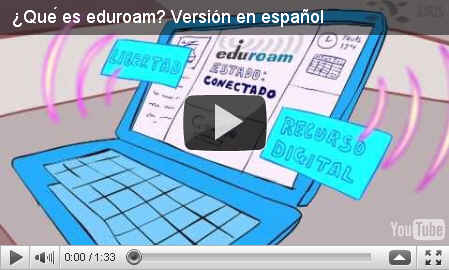 ¿Qué es eduroam? Versión en español
eduroam
ESTADO:
CONECTADO
LIBERTAD
RECURSO
DIGITAL
YouTube
0:00 / 1:33